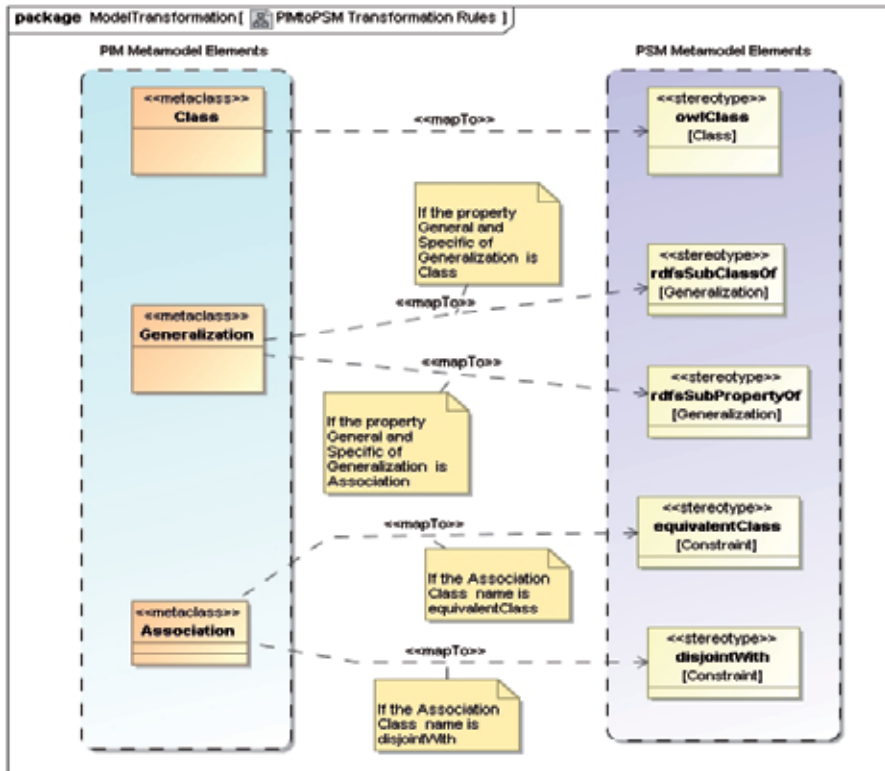 package ModelTransformation [ PIMtoPSM Transformation Rules ]
PIM Metamodel Elements
PSM Metamodel Elements
<<metaclass>>
Class
<<mapTo>>
<<stereotype>>
owlClass
[Class]
If the property
General and
Specific of
Generalization is
Class
<<metaclass>>
Generalization
<<mapTo>>
<<stereotype>>
rdfsSubClassOf
[Generalization]
<<mapTo>>
<<stereotype>>
rdfsSubPropertyOf
[Generalization]
If the property
General and
Specific of
Generalization is
Association
<<mapTo>>
<<stereotype>>
equivalentClass
[Constraint]
If the Association
Class name is
equivalentClass
<<metaclass>>
Association
<<mapTo>>
<<stereotype>>
disjointWith
[Constraint]
If the Association
Class name is
disjointWith